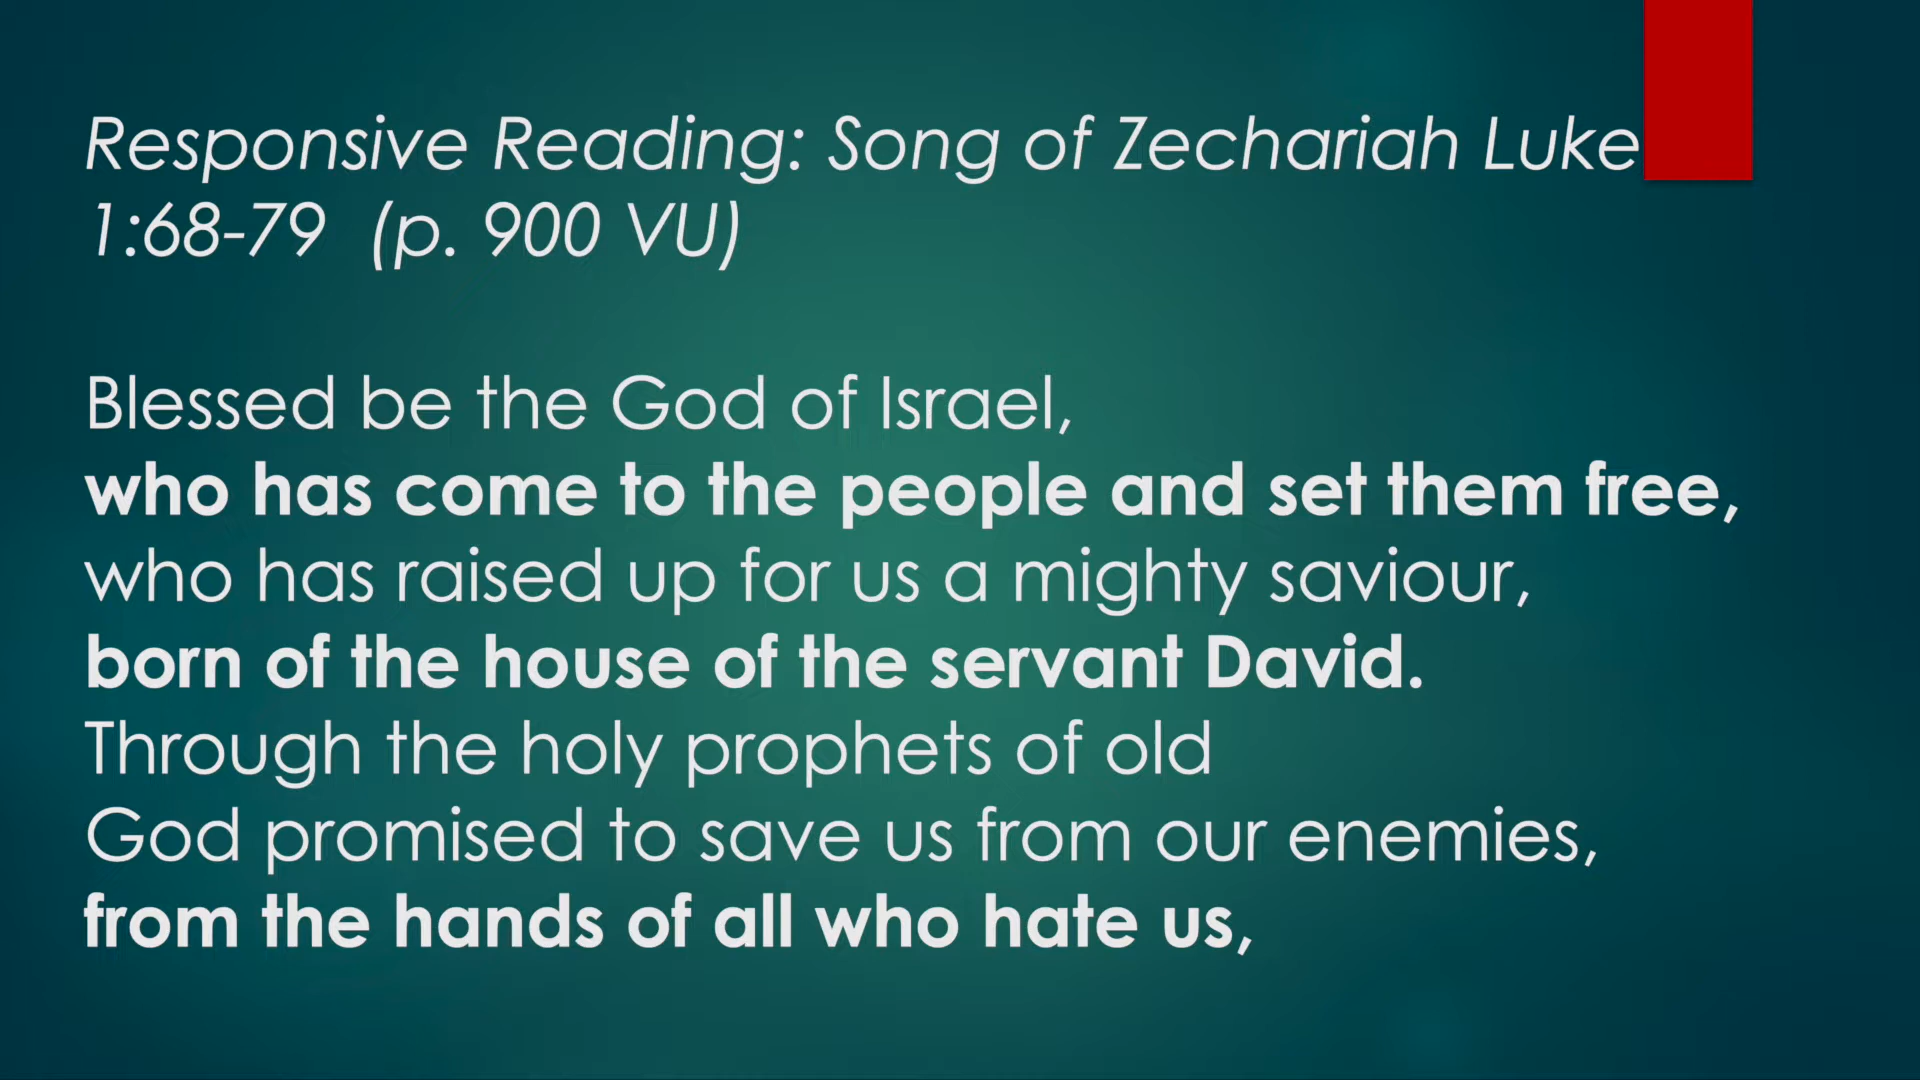 Responsive Reading: Song of Zechariah Luke
1:68-79  (p. 900 VU)
Blessed be the God of Israel,
who has come to the people and set them free,
who has raised up for us a mighty saviour,
born of the house of the servant David.
Through the holy prophets of old
God promised to save us from our enemies,
from the hands of all who hate us,